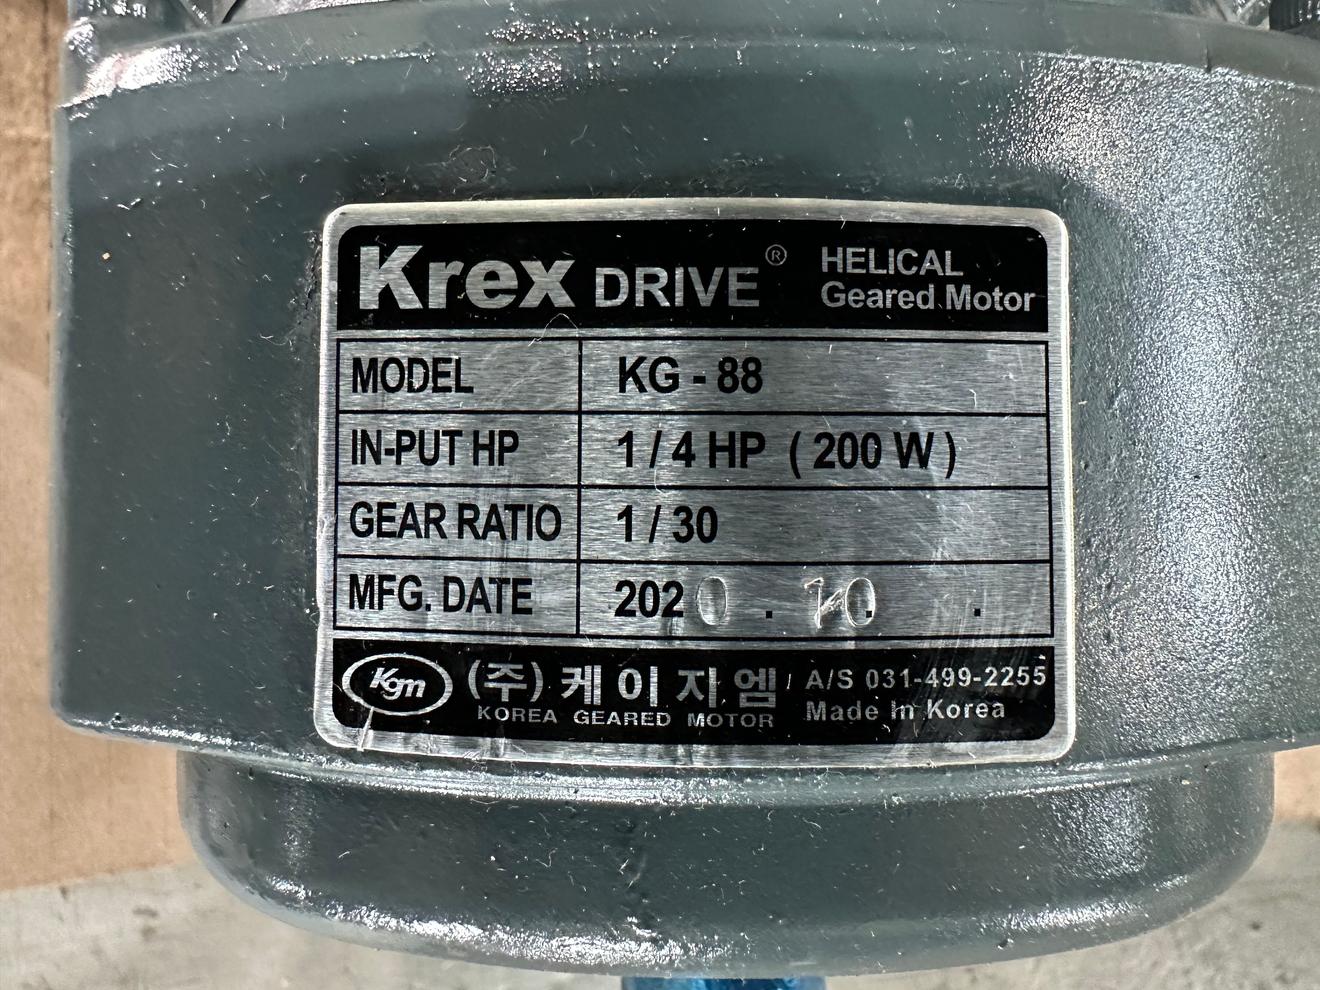 Krex DRIVE® HELICAL
Geared Motor
MODEL KG - 88
IN-PUT HP 1 / 4 HP ( 200 W )
GEAR RATIO 1 / 30
MFG. DATE 2020 . 10. .
Kgm (주) 케이지엠 A/S 031-499-2255
KOREA GEARED MOTOR Made In Korea